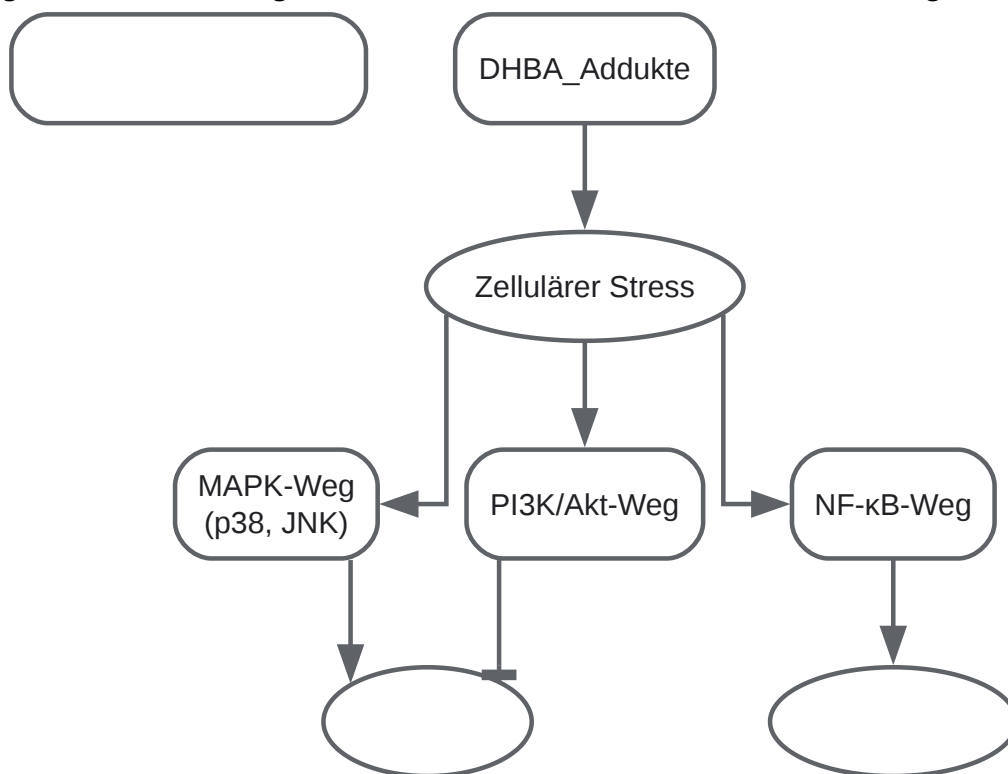 DHBA_Addukte
Zellulärer Stress
MAPK-Weg
(p38, JNK)
PI3K/Akt-Weg
NF-κB-Weg